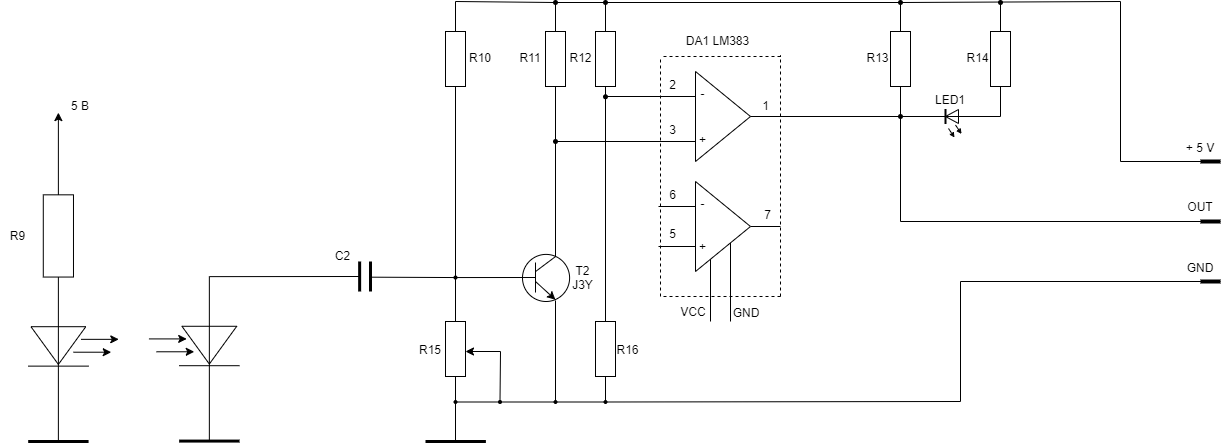 DA1 LM383
R10
R11
R12
R13
R14
2
-
1
3
+
LED1
5 В
+ 5 V
6
-
7
5
+
OUT
R9
C2
T2
J3Y
GND
VCC
GND
R15
R16